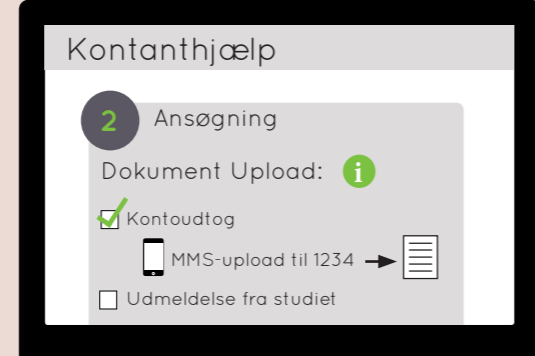 Kontanthjælp
2 Ansøgning
Dokument Upload: i
Kontoudtog
MMS-upload til 1234
Udmeldelse fra studiet